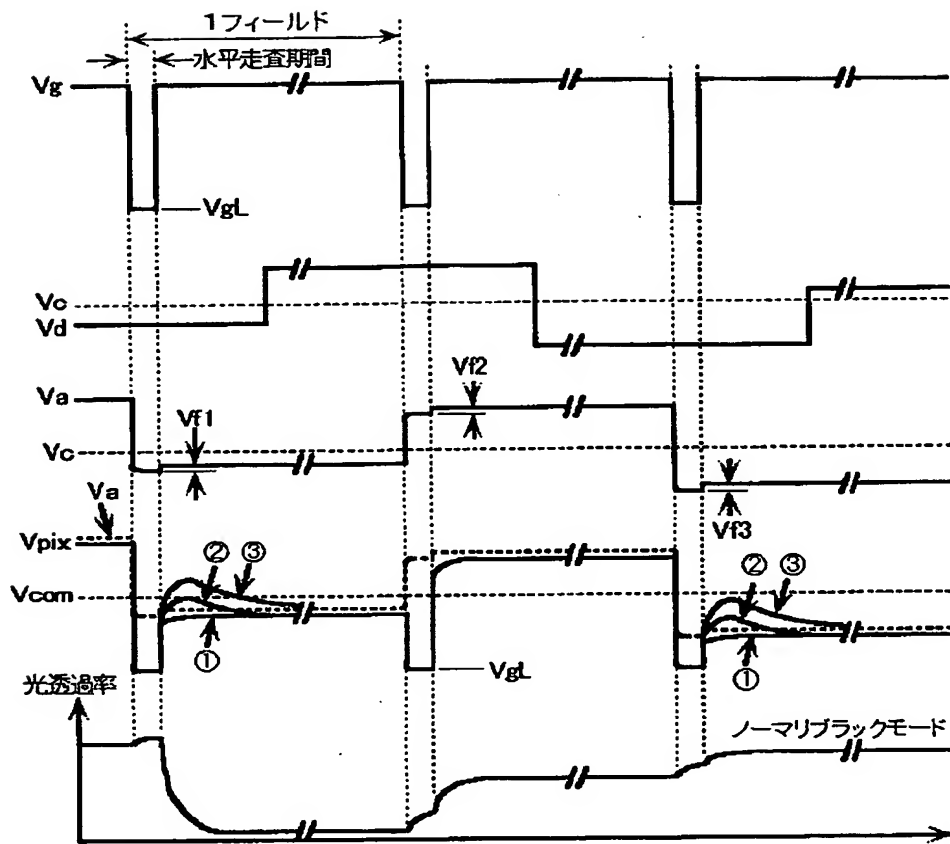 1フィールド
水平走査期間
Vg
VgL
Vc
Vd
Vf2
Va
Vf1
Vc
Va
Vf3
Vpix
② ③
② ③
Vcom
①
①
VgL
光透過率
ノーマリブラックモード